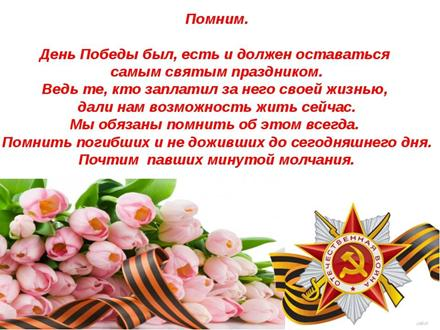 Помним.
День Победы был, есть и должен оставаться
самым святым праздником.
Ведь те, кто заплатил за него своей жизнью,
дали нам возможность жить сейчас.
Мы обязаны помнить об этом всегда.
Помнить погибших и не доживших до сегодняшнего дня.
Почтим павших минутой молчания.
ОТЕЧЕСТВЕННАЯ ВОЙНА